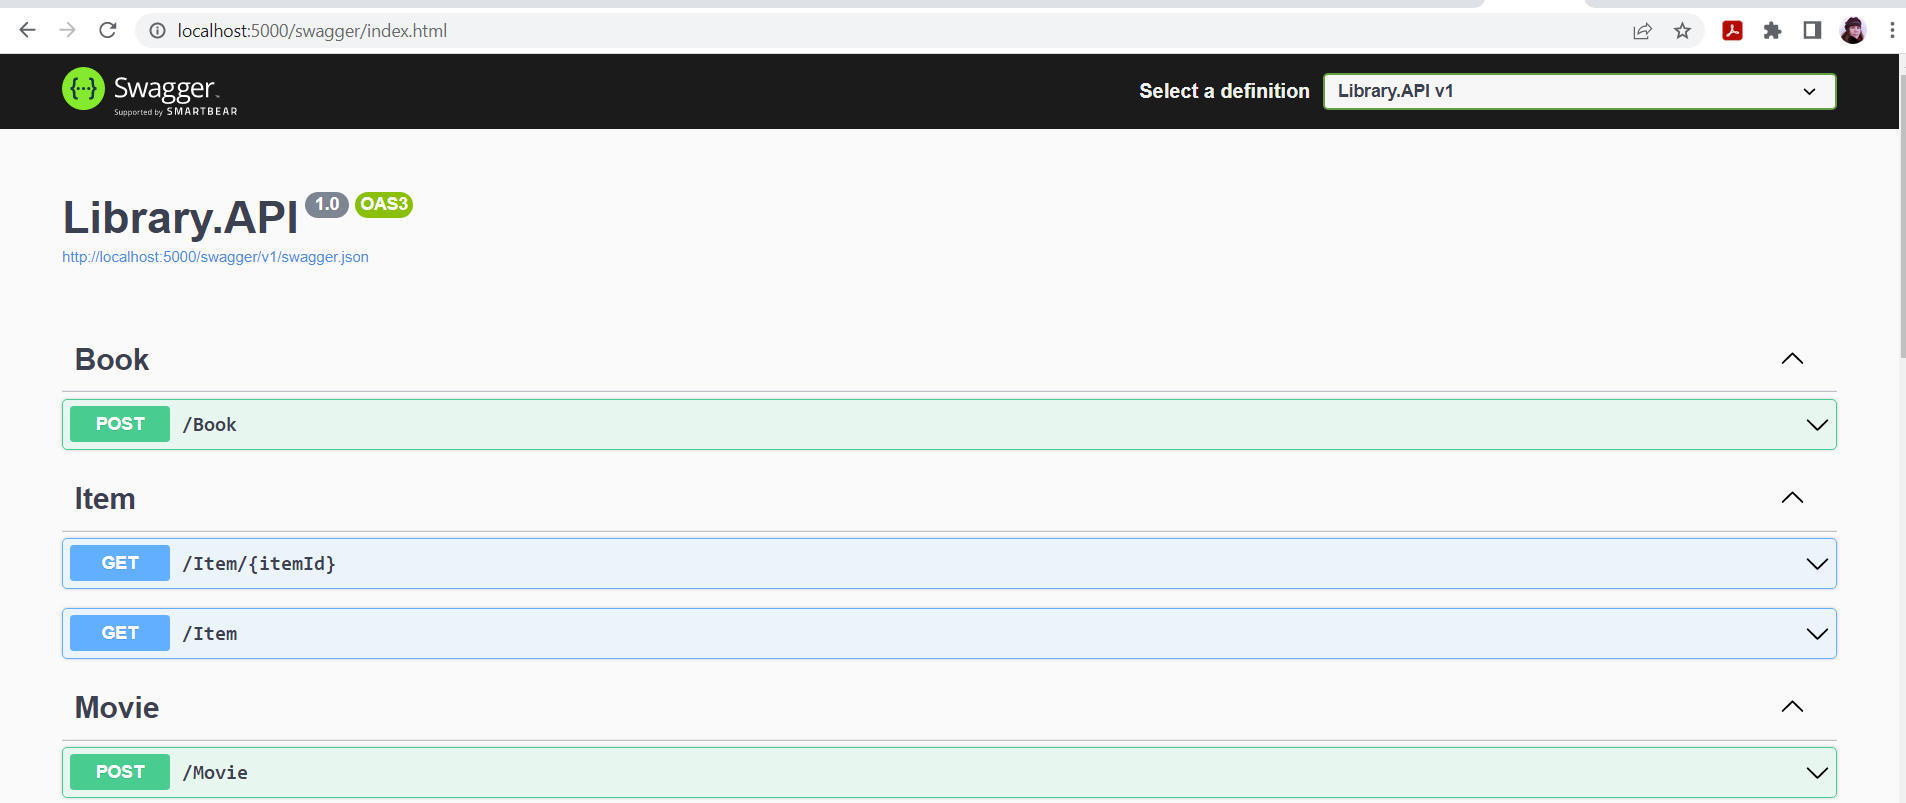 localhost:5000/swagger/index.html
Swagger
Supported by SMARTBEAR
Select a definition
Library.API v1
Library.API 1.0 OAS3
http://localhost:5000/swagger/v1/swagger.json
Book
POST /Book
Item
GET /Item/{itemId}
GET /Item
Movie
POST /Movie